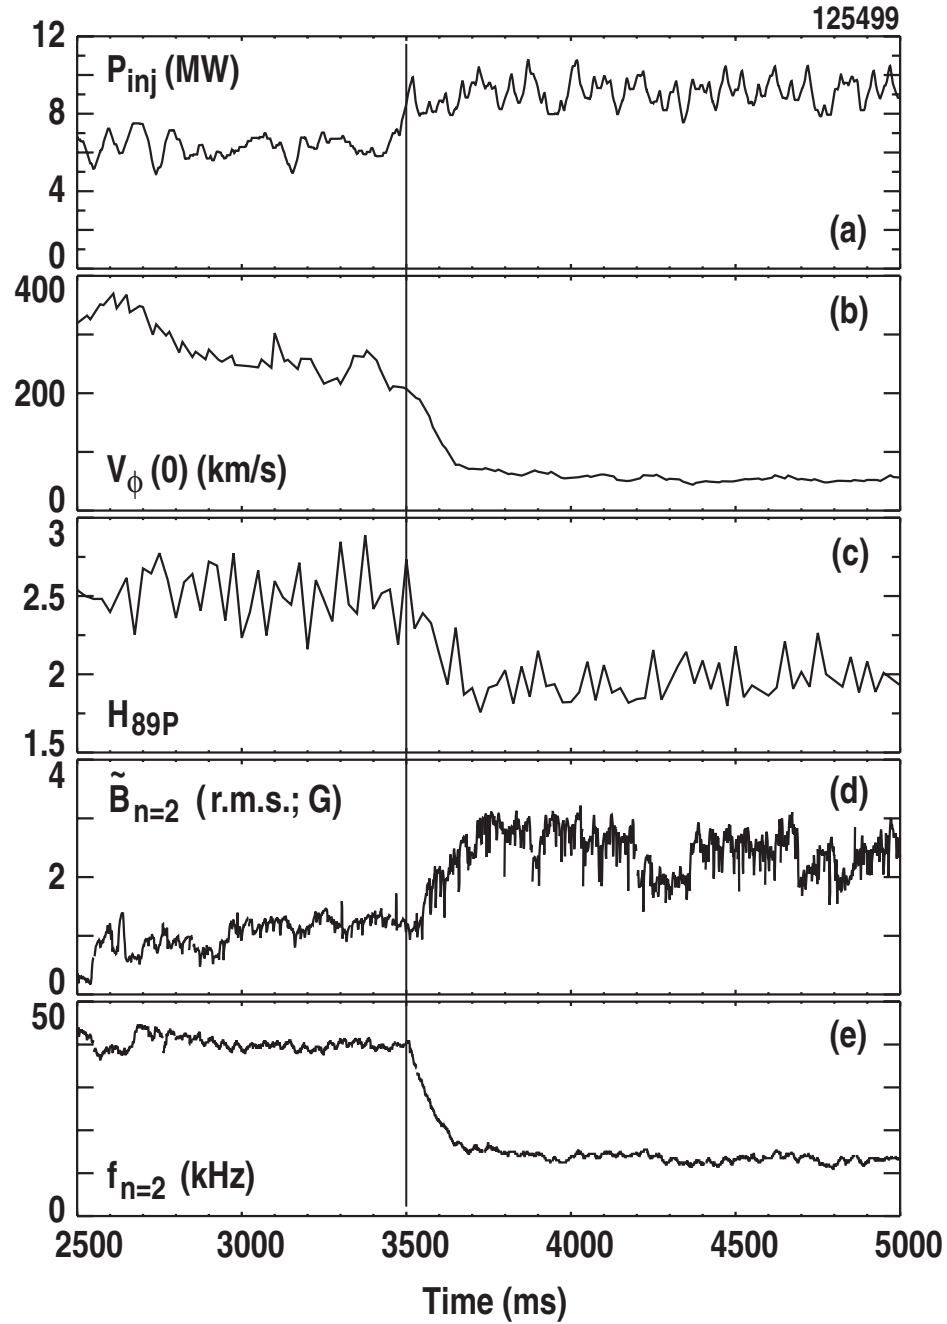 125499
12
P_inj (MW)
8
4
0
(a)
400
(b)
200
V_ϕ (0) (km/s)
0
3
(c)
2.5
2
H_89P
1.5
4
B̃_n=2 (r.m.s.; G)
(d)
2
0
50
(e)
f_n=2 (kHz)
0
2500 3000 3500 4000 4500 5000
Time (ms)